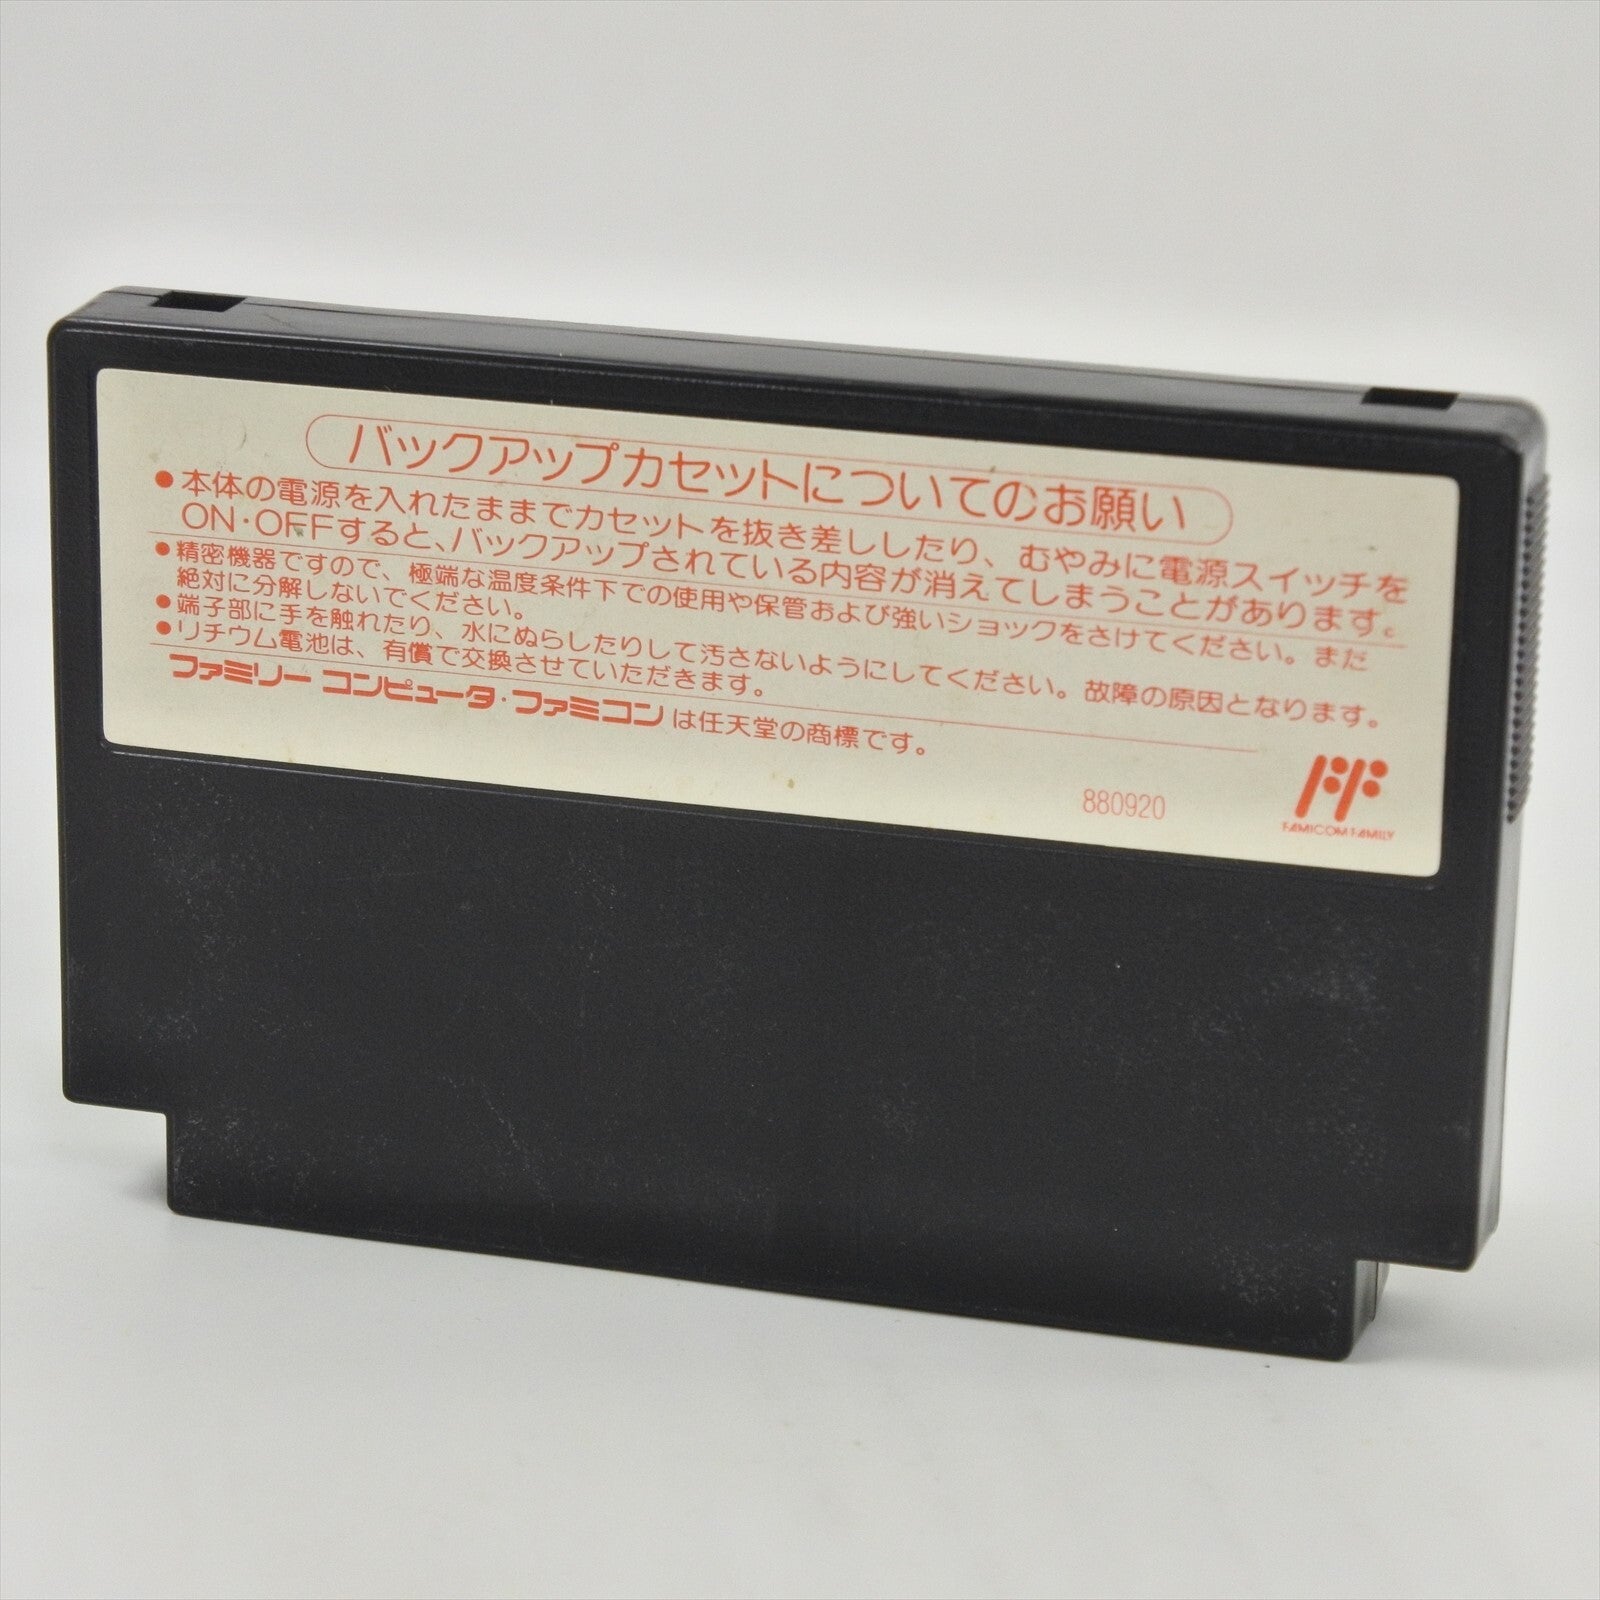 バックアップカセットについてのお願い
●本体の電源を入れたままでカセットを抜き差ししたり、むやみに電源スイッチを
ON・OFFすると、バックアップされている内容が消えてしまうことがあります。
●精密機器ですので、極端な温度条件下での使用や保管および強いショックをさけてください。また
絶対に分解しないでください。
●端子部に手を触れたり、水にぬらしたりして汚さないようにしてください。故障の原因となります。
●リチウム電池は、有償で交換させていただきます。
ファミリー コンピュータ・ファミコン は任天堂の商標です。
880920
FF
FAMICOM FAMILY